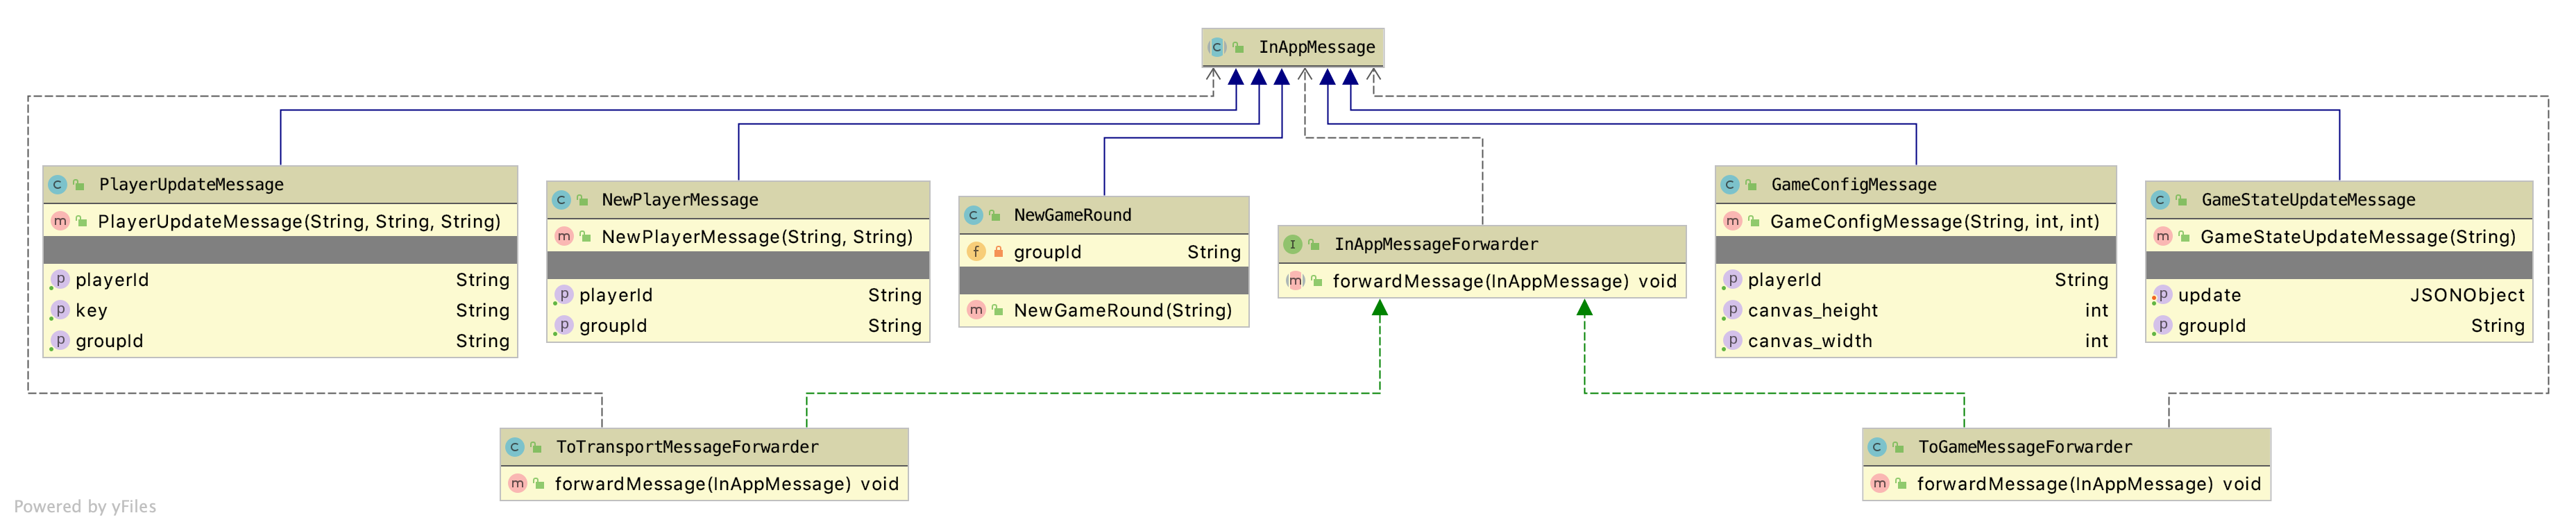 InAppMessage
PlayerUpdateMessage
PlayerUpdateMessage(String, String, String)
playerId String
key String
groupId String
NewPlayerMessage
NewPlayerMessage(String, String)
playerId String
groupId String
NewGameRound
groupId String
NewGameRound(String)
InAppMessageForwarder
forwardMessage(InAppMessage) void
GameConfigMessage
GameConfigMessage(String, int, int)
playerId String
canvas_height int
canvas_width int
GameStateUpdateMessage
GameStateUpdateMessage(String)
update JSONObject
groupId String
ToTransportMessageForwarder
forwardMessage(InAppMessage) void
ToGameMessageForwarder
forwardMessage(InAppMessage) void
Powered by yFiles